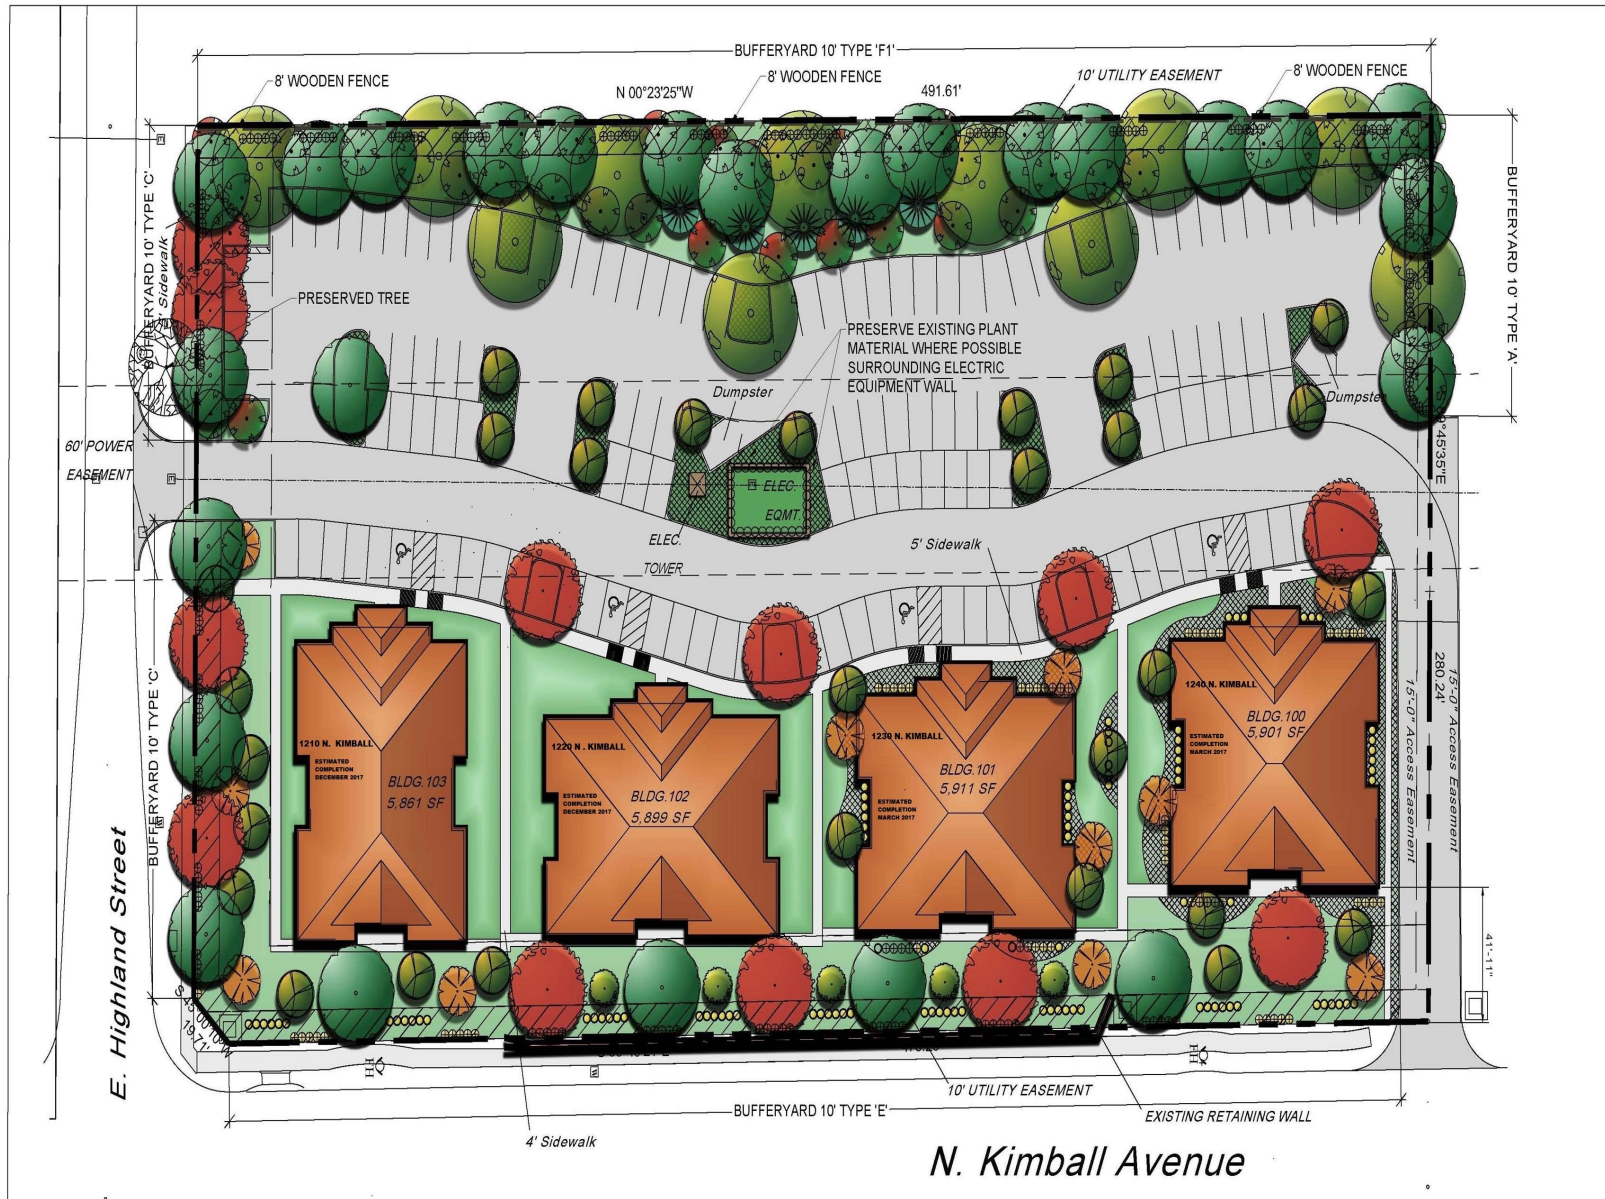 BUFFERYARD 10' TYPE 'F1'
8' WOODEN FENCE
N 00°23'25"W
8' WOODEN FENCE
491.61'
10' UTILITY EASEMENT
8' WOODEN FENCE
BUFFERYARD 10' TYPE 'C'
5' Sidewalk
PRESERVED TREE
BUFFERYARD 10' TYPE 'A'
PRESERVE EXISTING PLANT
MATERIAL WHERE POSSIBLE
SURROUNDING ELECTRIC
EQUIPMENT WALL
Dumpster
Dumpster
60' POWER
EASEMENT
E
E
E
E
ELEC.
EQMT.
ELEC.
TOWER
5' Sidewalk
280.24'
15'-0" Access Easement
15'-0" Access Easement
BUFFERYARD 10' TYPE 'C'
1210 N. KIMBALL
ESTIMATED
COMPLETION
DECEMBER 2017
BLDG.103
5,861 SF
1220 N . KIMBALL
ESTIMATED
COMPLETION
DECEMBER 2017
BLDG.102
5,899 SF
1230 N. KIMBALL
ESTIMATED
COMPLETION
MARCH 2017
BLDG.101
5,911 SF
1240 N. KIMBALL
ESTIMATED
COMPLETION
MARCH 2017
BLDG.100
5,901 SF
41'-11"
E. Highland Street
19.71'
FH
FH
W
W
10' UTILITY EASEMENT
BUFFERYARD 10' TYPE 'E'
EXISTING RETAINING WALL
4' Sidewalk
N. Kimball Avenue